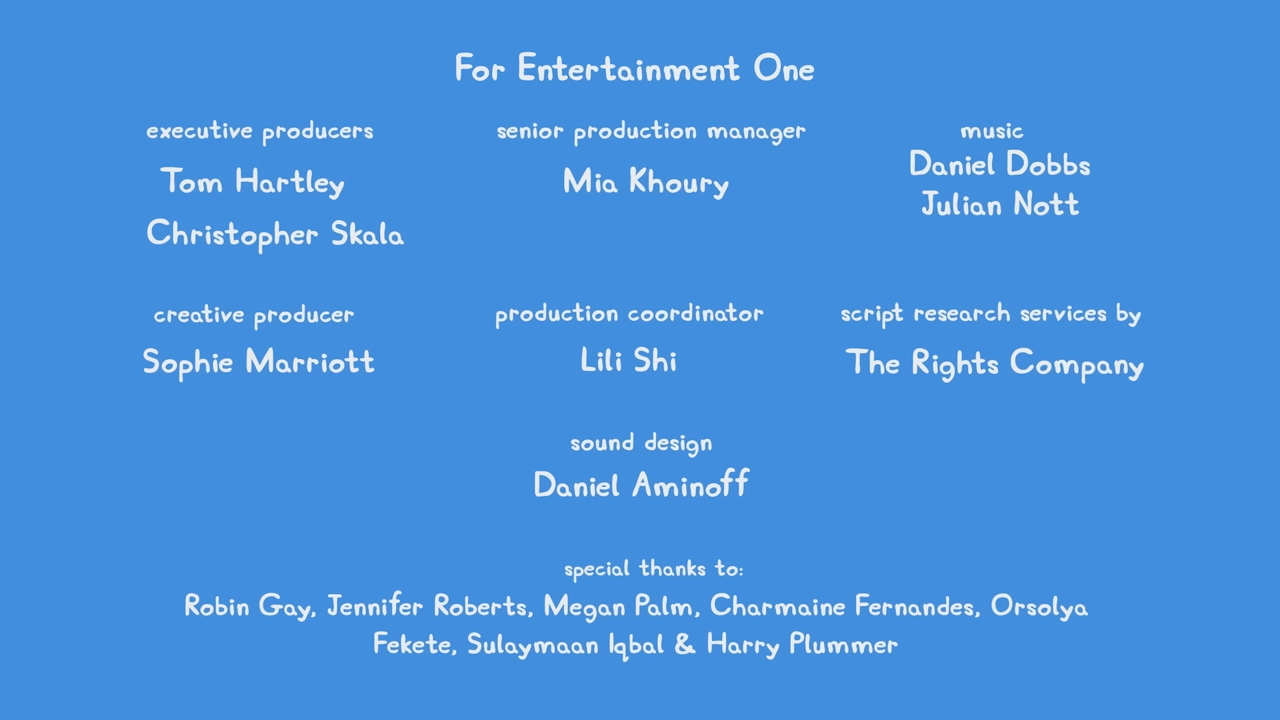 For Entertainment One
executive producers
Tom Hartley
Christopher Skala
senior production manager
Mia Khoury
music
Daniel Dobbs
Julian Nott
creative producer
Sophie Marriott
production coordinator
Lili Shi
script research services by
The Rights Company
sound design
Daniel Aminoff
special thanks to:
Robin Gay, Jennifer Roberts, Megan Palm, Charmaine Fernandes, Orsolya
Fekete, Sulaymaan Iqbal & Harry Plummer